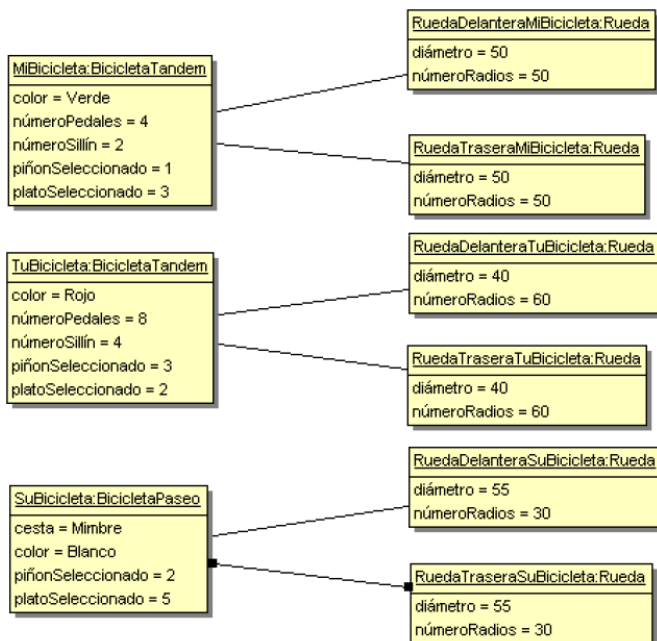 MiBicicleta:BicicletaTandem
color = Verde
númeroPedales = 4
númeroSillín = 2
piñonSeleccionado = 1
platoSeleccionado = 3
RuedaDelanteraMiBicicleta:Rueda
diámetro = 50
númeroRadios = 50
RuedaTraseraMiBicicleta:Rueda
diámetro = 50
númeroRadios = 50
TuBicicleta:BicicletaTandem
color = Rojo
númeroPedales = 8
númeroSillín = 4
piñonSeleccionado = 3
platoSeleccionado = 2
RuedaDelanteraTuBicicleta:Rueda
diámetro = 40
númeroRadios = 60
RuedaTraseraTuBicicleta:Rueda
diámetro = 40
númeroRadios = 60
SuBicicleta:BicicletaPaseo
cesta = Mimbre
color = Blanco
piñonSeleccionado = 2
platoSeleccionado = 5
RuedaDelanteraSuBicicleta:Rueda
diámetro = 55
númeroRadios = 30
RuedaTraseraSuBicicleta:Rueda
diámetro = 55
númeroRadios = 30